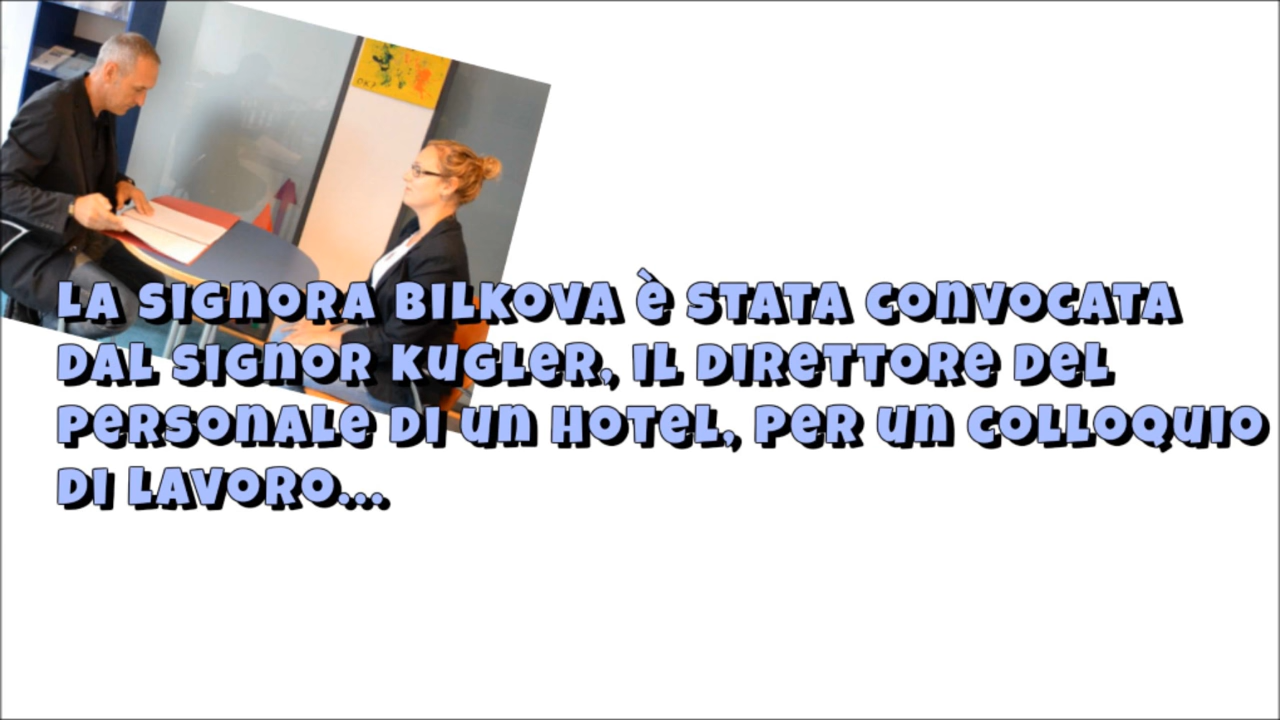 La signora Bilkova è stata convocata
dal signor Kugler, il direttore del
personale di un hotel, per un colloquio
di lavoro...